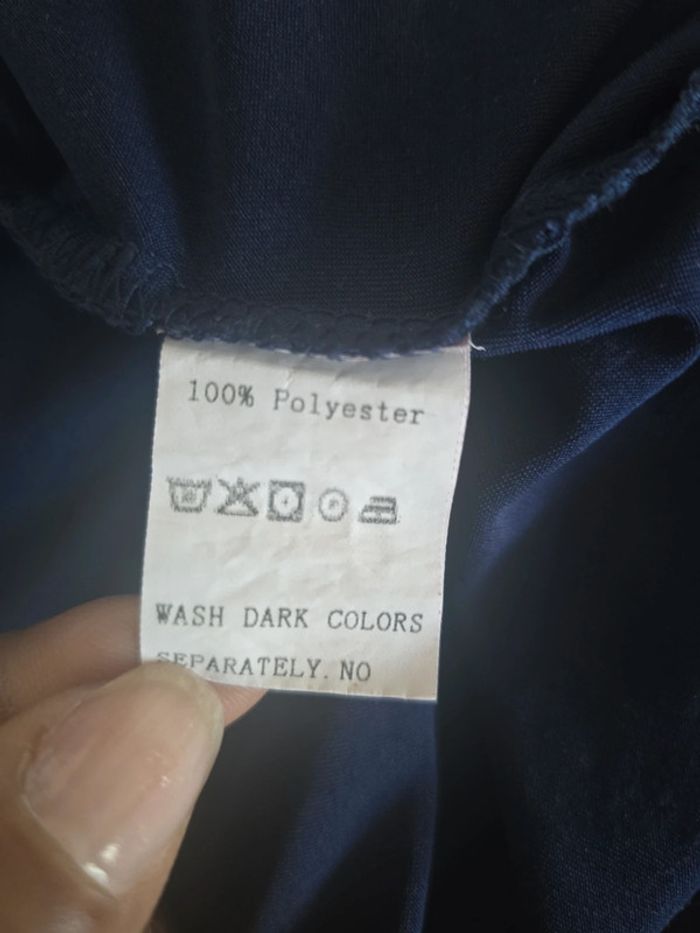 100% Polyester
WASH DARK COLORS
SEPARATELY. NO